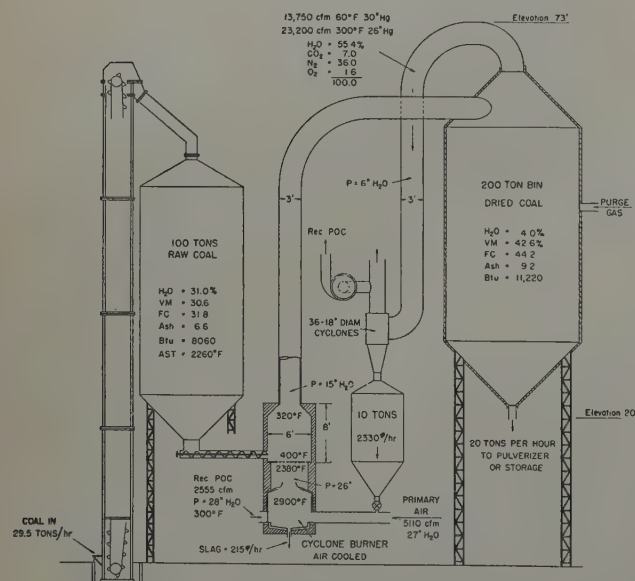 13,750 cfm 60°F 30"Hg
23,200 cfm 300°F 26"Hg
H2O = 55.4%
CO2 = 7.0
N2 = 36.0
O2 = 1.6
100.0
Elevation 73'
P = 6" H2O
3'
3'
200 TON BIN
DRIED COAL
H2O = 4.0%
VM = 42.6%
FC = 44.2
Ash = 9.2
Btu = 11,220
PURGE
GAS
100 TONS
RAW COAL
H2O = 31.0%
VM = 30.6
FC = 31.8
Ash = 6.6
Btu = 8060
AST = 2260°F
Rec POC
36-18" DIAM
CYCLONES
P = 15" H2O
320°F
6'
8'
400°F
2380°F
P = 26"
2900°F
10 TONS
2330#/hr
Elevation 20
20 TONS PER HOUR
TO PULVERIZER
OR STORAGE
Rec POC
2555 cfm
P = 28" H2O
300°F
PRIMARY
AIR
5110 cfm
27" H2O
COAL IN
29.5 TONS/hr
SLAG = 215#/hr
CYCLONE BURNER
AIR COOLED